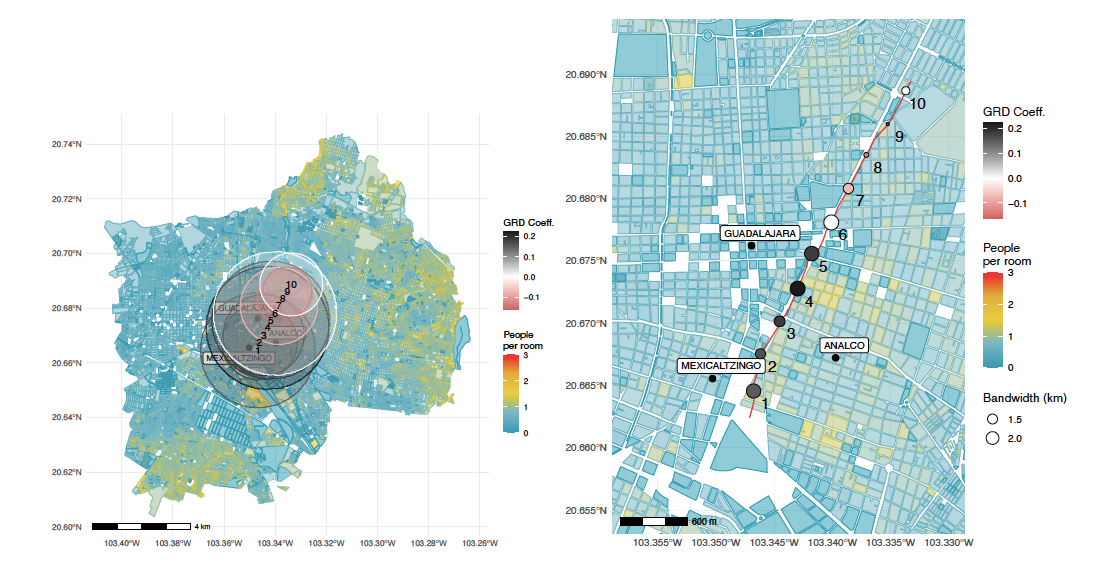 20.74°N
20.72°N
20.70°N
20.68°N
20.66°N
20.64°N
20.62°N
20.60°N
103.40°W
103.38°W
103.36°W
103.34°W
103.32°W
103.30°W
103.28°W
103.26°W
4 km
GUADALAJARA
ANALCO
MEXICALTZINGO
10
9
8
7
6
5
4
3
2
1
GRD Coeff.
0.2
0.1
0.0
−0.1
People
per room
3
2
1
0
20.690°N
20.685°N
20.680°N
20.675°N
20.670°N
20.665°N
20.660°N
20.655°N
103.355°W
103.350°W
103.345°W
103.340°W
103.335°W
103.330°W
600 m
10
9
8
7
GUADALAJARA
6
5
4
3
ANALCO
MEXICALTZINGO
2
1
GRD Coeff.
0.2
0.1
0.0
−0.1
People
per room
3
2
1
0
Bandwidth (km)
1.5
2.0